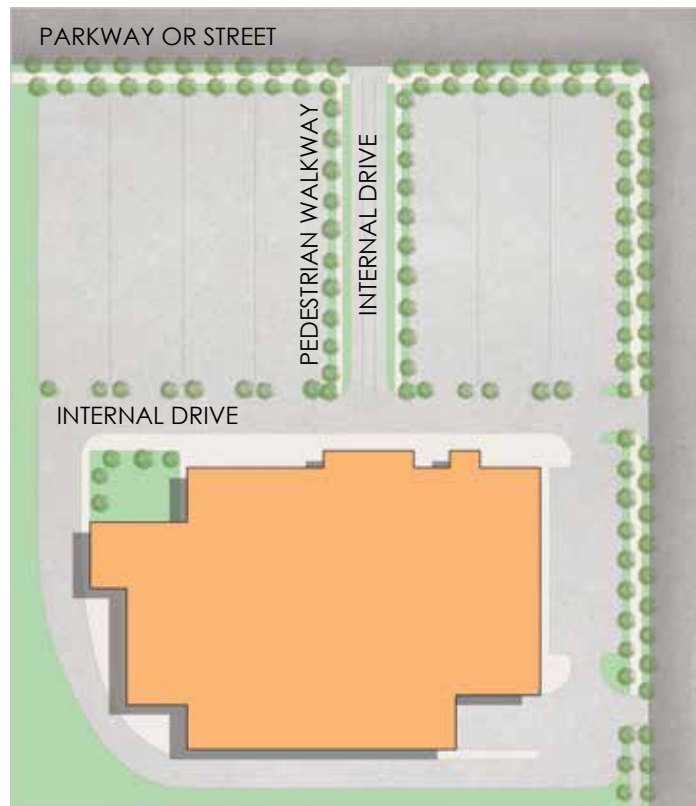 PARKWAY OR STREET
PEDESTRIAN WALKWAY
INTERNAL DRIVE
INTERNAL DRIVE